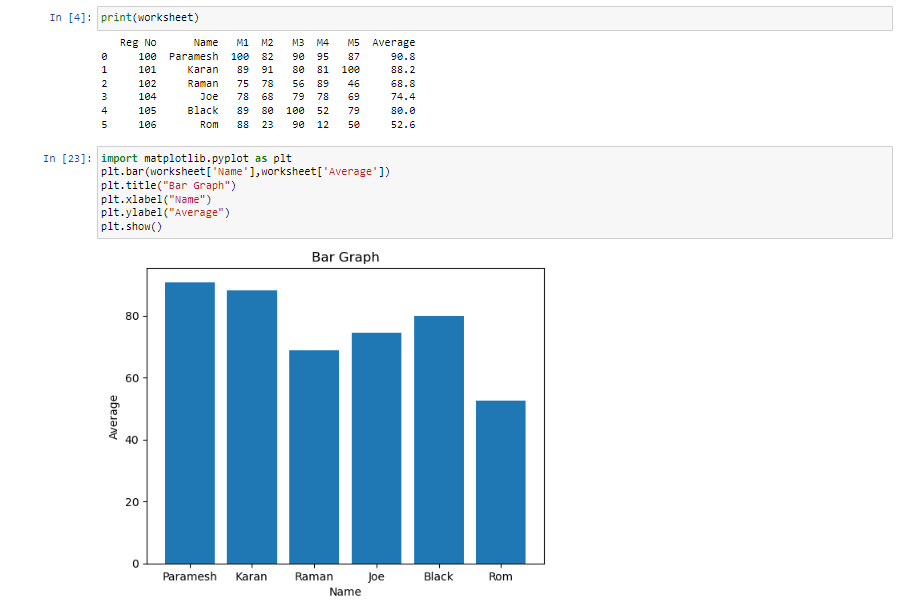 In [4]: print(worksheet)
Reg No Name M1 M2 M3 M4 M5 Average
0 100 Paramesh 100 82 90 95 87 90.8
1 101 Karan 89 91 80 81 100 88.2
2 102 Raman 75 78 56 89 46 68.8
3 104 Joe 78 68 79 78 69 74.4
4 105 Black 89 80 100 52 79 80.0
5 106 Rom 88 23 90 12 50 52.6
In [23]: import matplotlib.pyplot as plt
plt.bar(worksheet['Name'],worksheet['Average'])
plt.title("Bar Graph")
plt.xlabel("Name")
plt.ylabel("Average")
plt.show()
Bar Graph
80
60
Average
40
20
0
Paramesh Karan Raman Joe Black Rom
Name